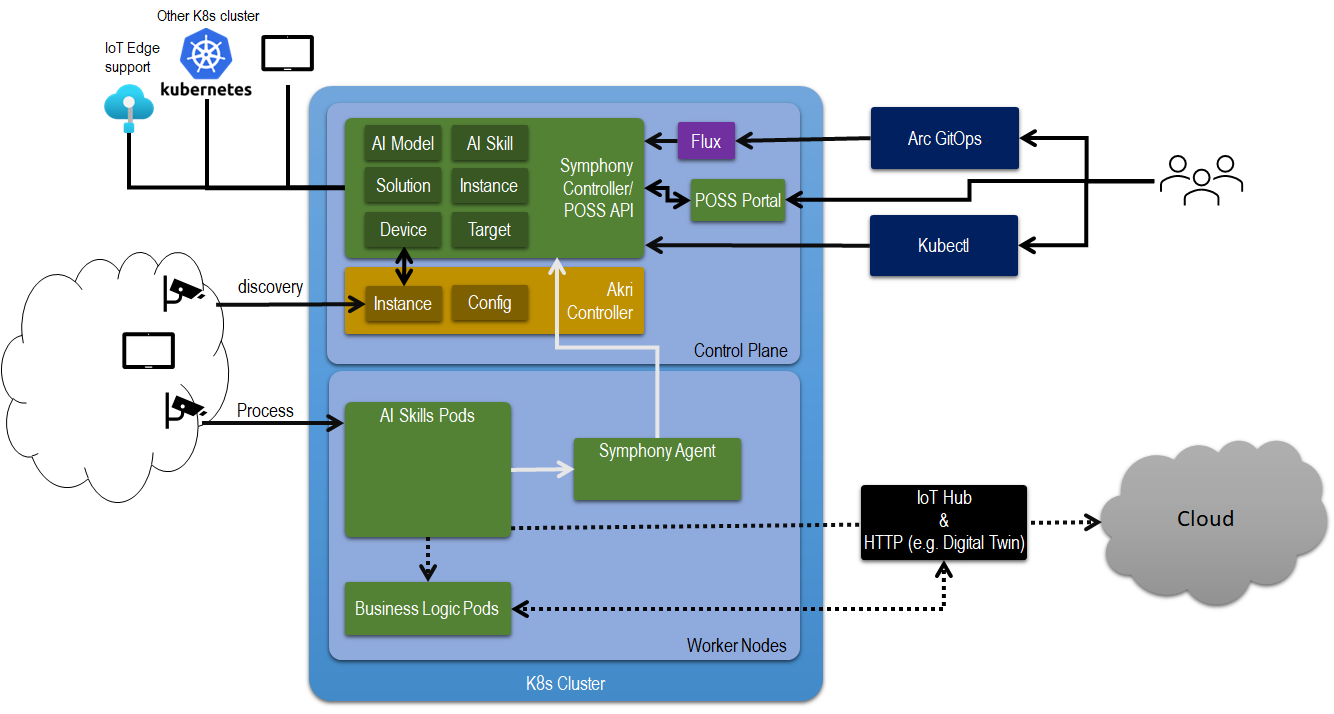 Other K8s cluster
IoT Edge
support
kubernetes
AI Model
AI Skill
Solution
Instance
Device
Target
Symphony
Controller/
POSS API
Flux
POSS Portal
Arc GitOps
Kubectl
discovery
Instance
Config
Akri
Controller
Control Plane
Process
AI Skills Pods
Symphony Agent
IoT Hub
&
HTTP (e.g. Digital Twin)
Cloud
Business Logic Pods
Worker Nodes
K8s Cluster